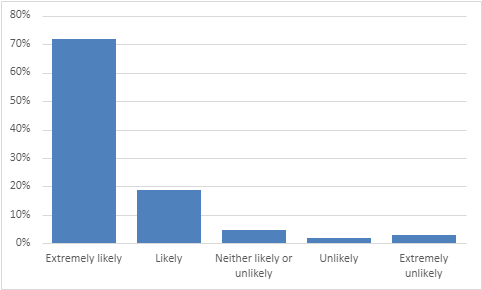 80%
70%
60%
50%
40%
30%
20%
10%
0%
Extremely likely
Likely
Neither likely or
unlikely
Unlikely
Extremely
unlikely